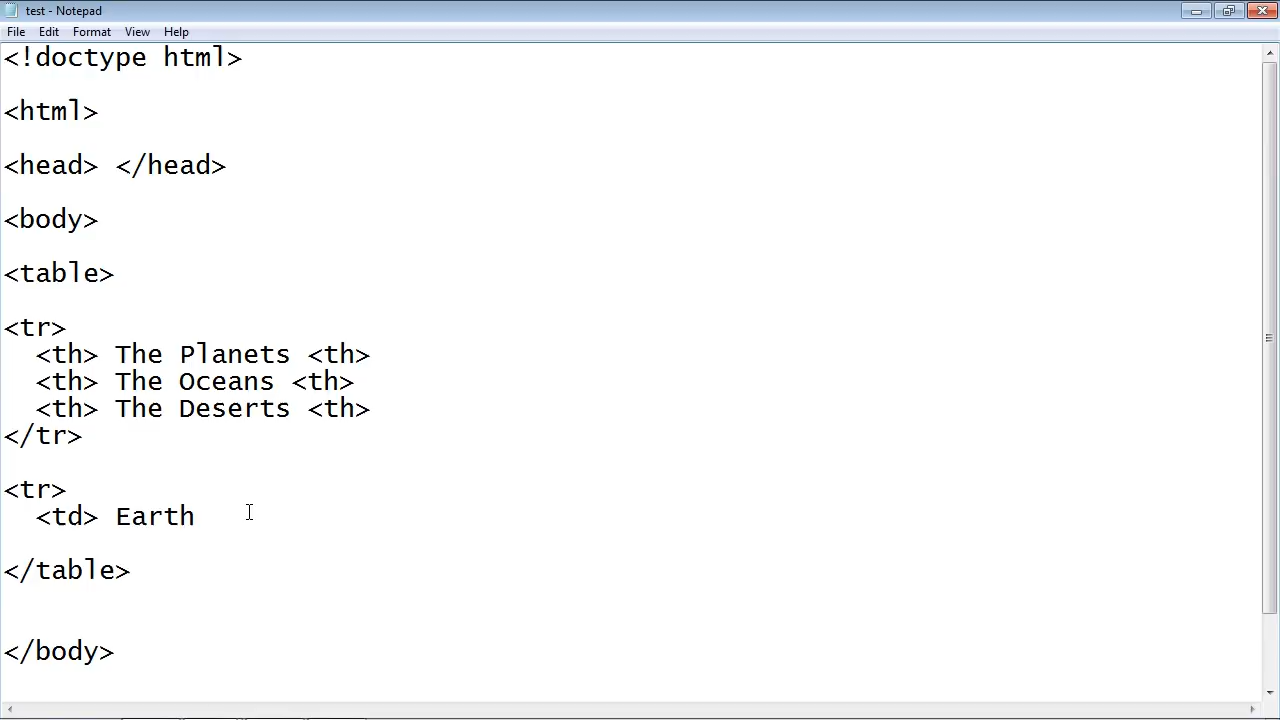 test - Notepad
File Edit Format View Help
<!doctype html>
<html>
<head> </head>
<body>
<table>
<tr>
<th> The Planets <th>
<th> The Oceans <th>
<th> The Deserts <th>
</tr>
<tr>
<td> Earth
</table>
</body>